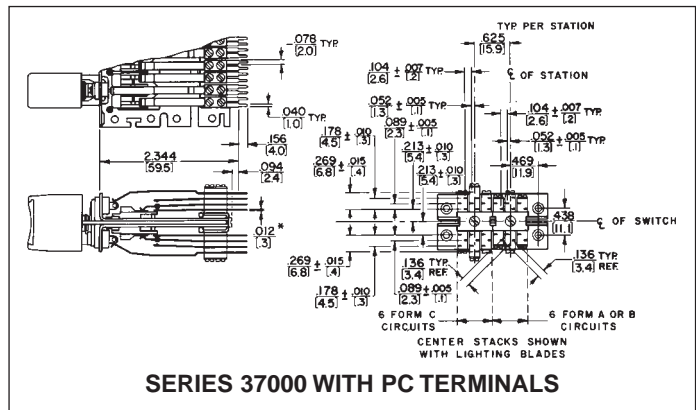 TYP. PER STATION
.625
[15.9]
.078 TYP.
[2.0]
.104 ± .007 TYP.
[2.6] [.2]
℄ OF STATION
.052 ± .005
[1.3] [.1]
.104 ± .007
[2.6] [.2] TYP.
.040 TYP.
[1.0]
.089 ± .005
[2.3] [.1]
.052 ± .005
[1.3] [.1] TYP.
.156
[4.0]
.178 ± .010
[4.5] [.3]
.213 ± .010
[5.4] [.3]
.469
[11.9]
2.344
[59.5]
.094
[2.4]
.269 ± .015
[6.8] [.4]
.213 ± .010
[5.4] [.3]
.438
[11.1]
℄ OF SWITCH
.012 *
[.3]
.269 ± .015
[6.8] [.4]
.136 TYP.
[3.4] REF.
.136 TYP.
[3.4] REF.
.178 ± .010
[4.5] [.3]
.089 ± .005
[2.3] [.1]
6 FORM C
CIRCUITS
6 FORM A OR B
CIRCUITS
CENTER STACKS SHOWN
WITH LIGHTING BLADES
SERIES 37000 WITH PC TERMINALS